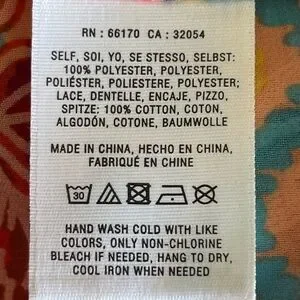 RN : 66170 CA : 32054
SELF, SOI, YO, SE STESSO, SELBST:
100% POLYESTER, POLYESTER,
POLIÉSTER, POLIESTERE, POLYESTER;
LACE, DENTELLE, ENCAJE, PIZZO,
SPITZE: 100% COTTON, COTON,
ALGODÓN, COTONE, BAUMWOLLE
MADE IN CHINA, HECHO EN CHINA,
FABRIQUÉ EN CHINE
30
HAND WASH COLD WITH LIKE
COLORS, ONLY NON-CHLORINE
BLEACH IF NEEDED, HANG TO DRY,
COOL IRON WHEN NEEDED